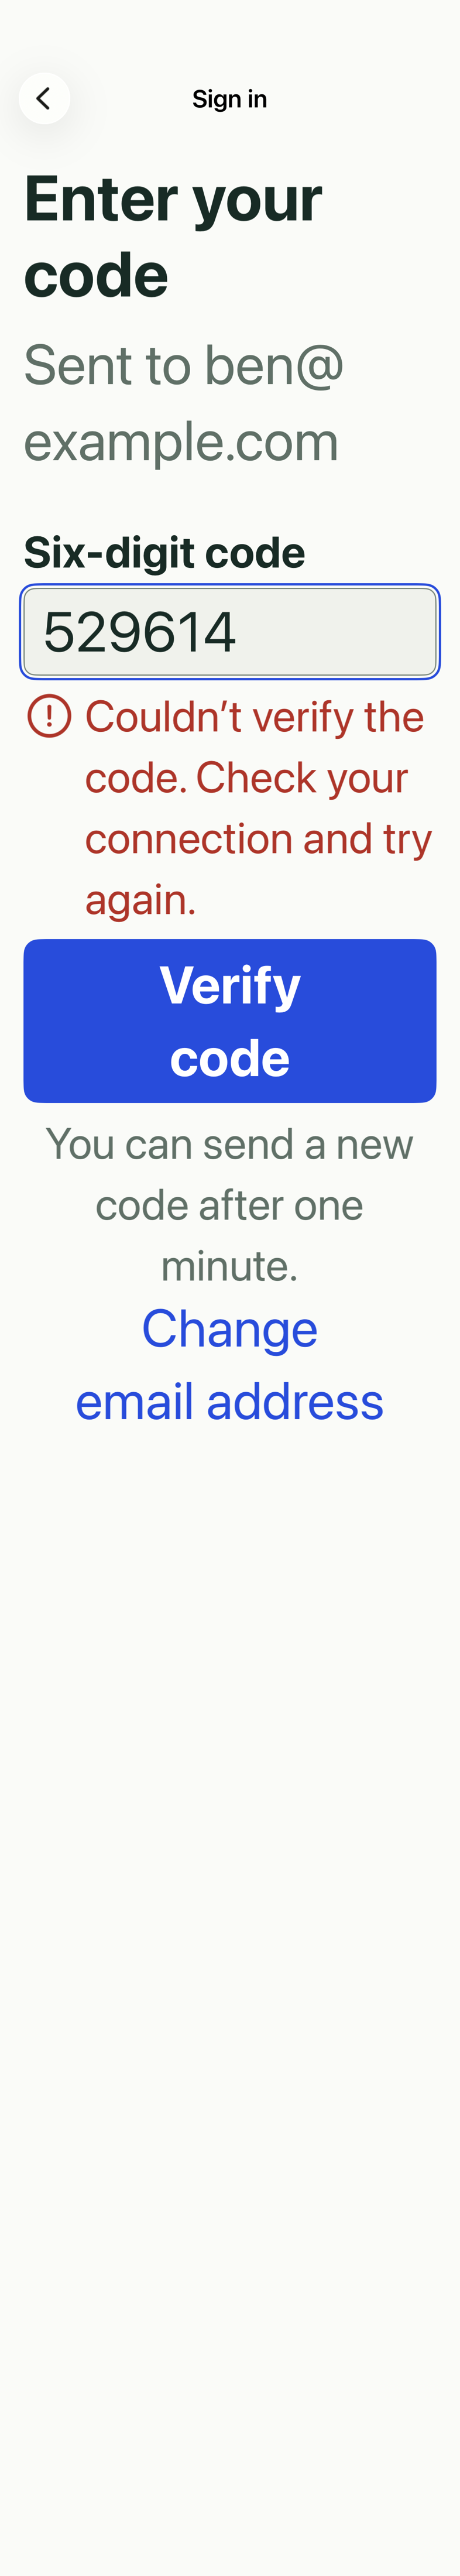 Sign in
Enter your
code
Sent to ben@
example.com
Six-digit code
529614
Couldn’t verify the
code. Check your
connection and try
again.
Verify
code
You can send a new
code after one
minute.
Change
email address